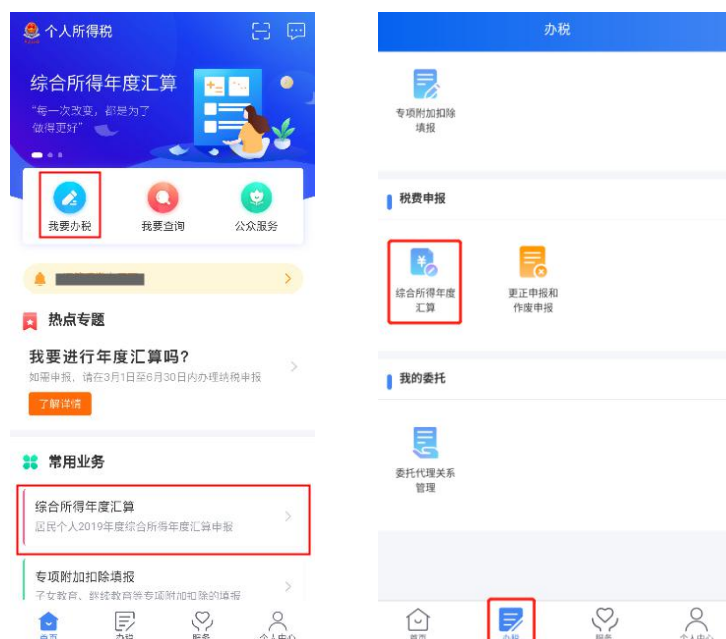 个人所得税
综合所得年度汇算
“每一次改变，都是为了
做得更好”
我要办税
我要查询
公众服务
热点专题
我要进行年度汇算吗?
如需申报，请在3月1日至6月30日内办理纳税申报
了解详情
常用业务
综合所得年度汇算
居民个人2019年度综合所得年度汇算申报
专项附加扣除填报
子女教育、继续教育等专项附加扣除的填报
首页
办税
服务
个人中心
办税
专项附加扣除
填报
税费申报
综合所得年度
汇算
更正申报和
作废申报
我的委托
委托代理关系
管理
首页
办税
服务
个人中心